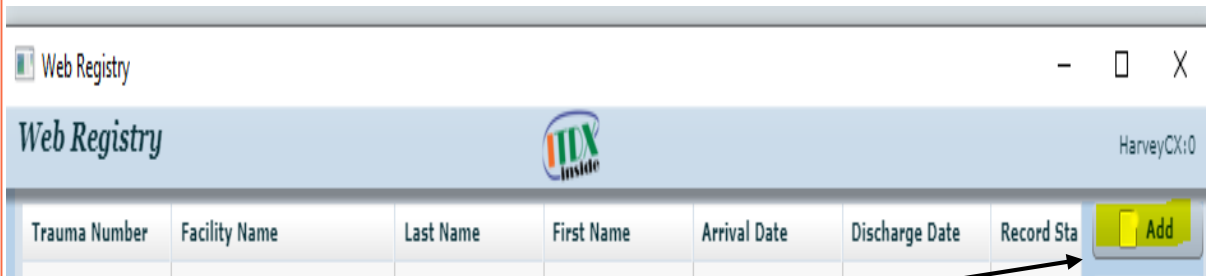 Web Registry
Web Registry
ITDX
inside
HarveyCX:0
Trauma Number Facility Name Last Name First Name Arrival Date Discharge Date Record Sta Add